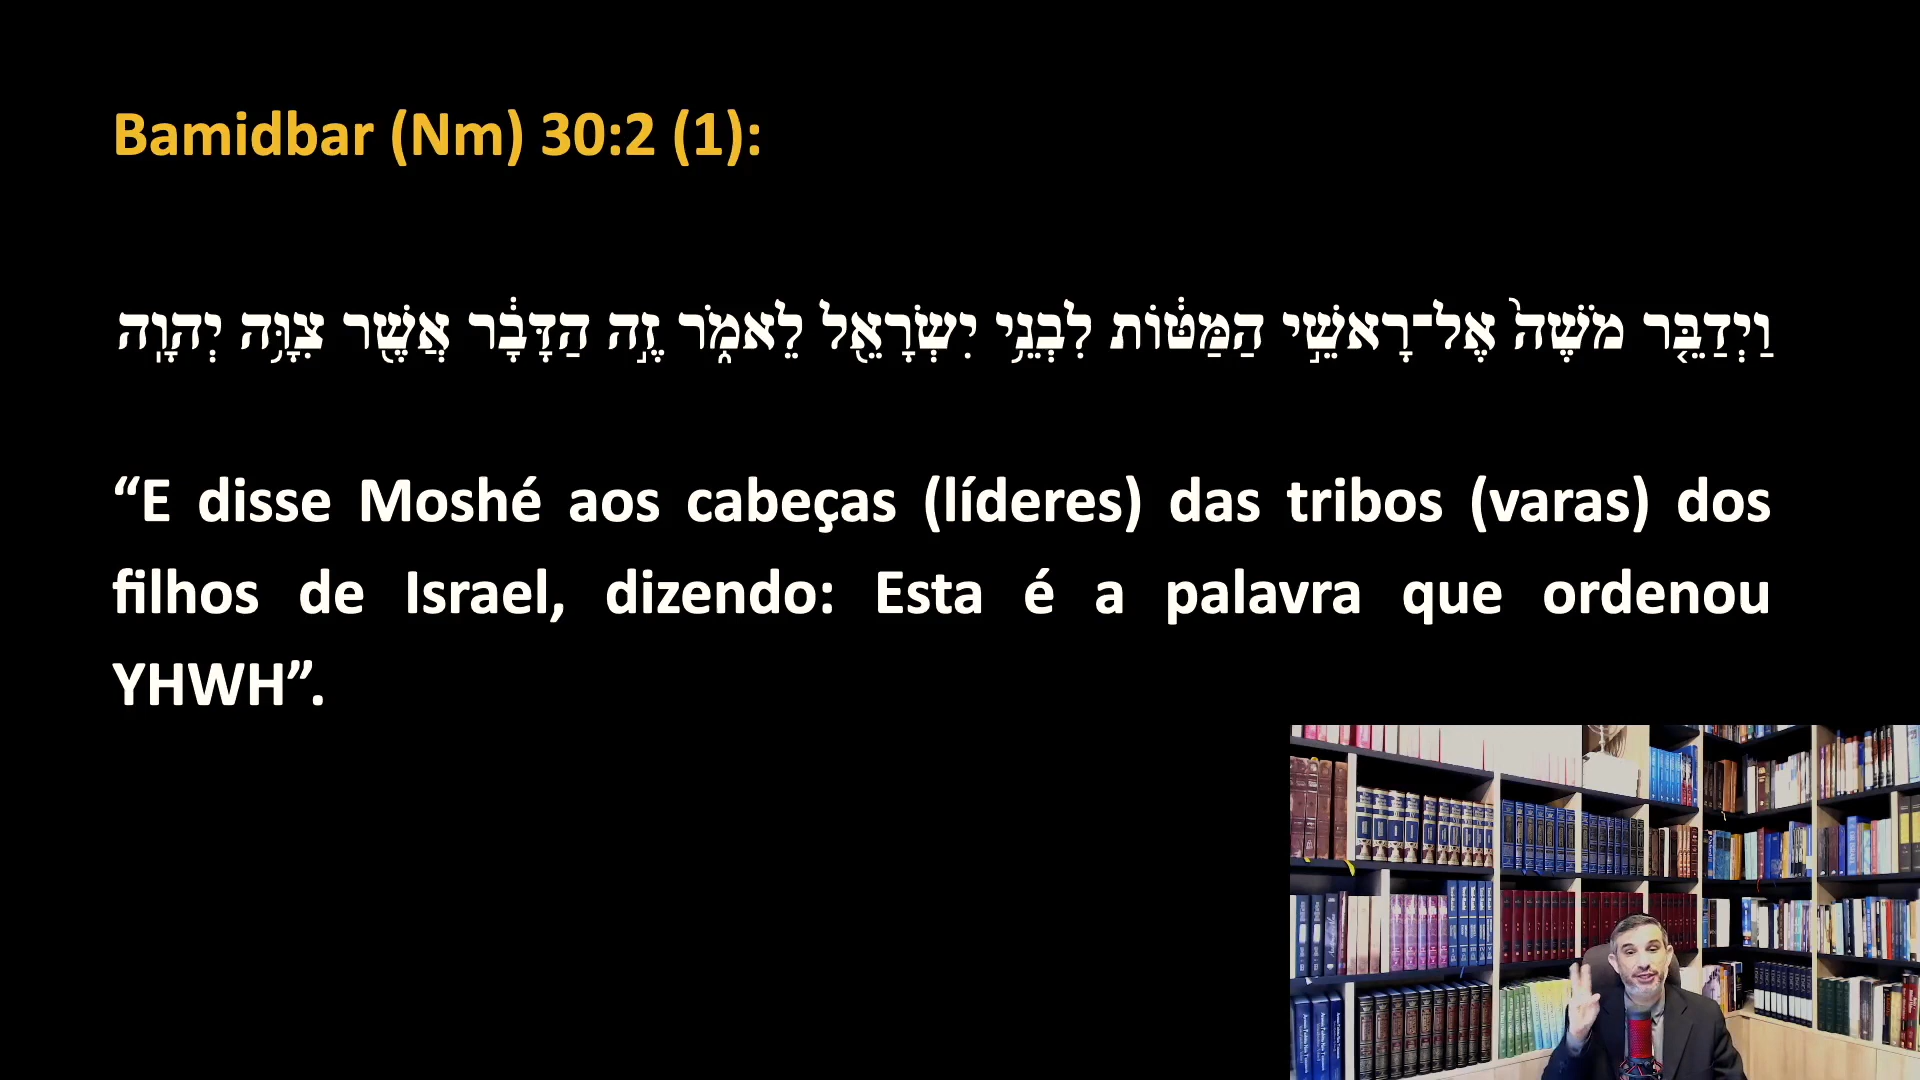 Bamidbar (Nm) 30:2 (1):
וַיְדַבֵּ֤ר מֹשֶׁה֙ אֶל־רָאשֵׁ֣י הַמַּטּ֔וֹת לִבְנֵ֥י יִשְׂרָאֵ֖ל לֵאמֹ֑ר זֶ֣ה הַדָּבָ֔ר אֲשֶׁ֖ר צִוָּ֥ה יְהוָֽה
“E disse Moshé aos cabeças (líderes) das tribos (varas) dos
filhos de Israel, dizendo: Esta é a palavra que ordenou
YHWH”.